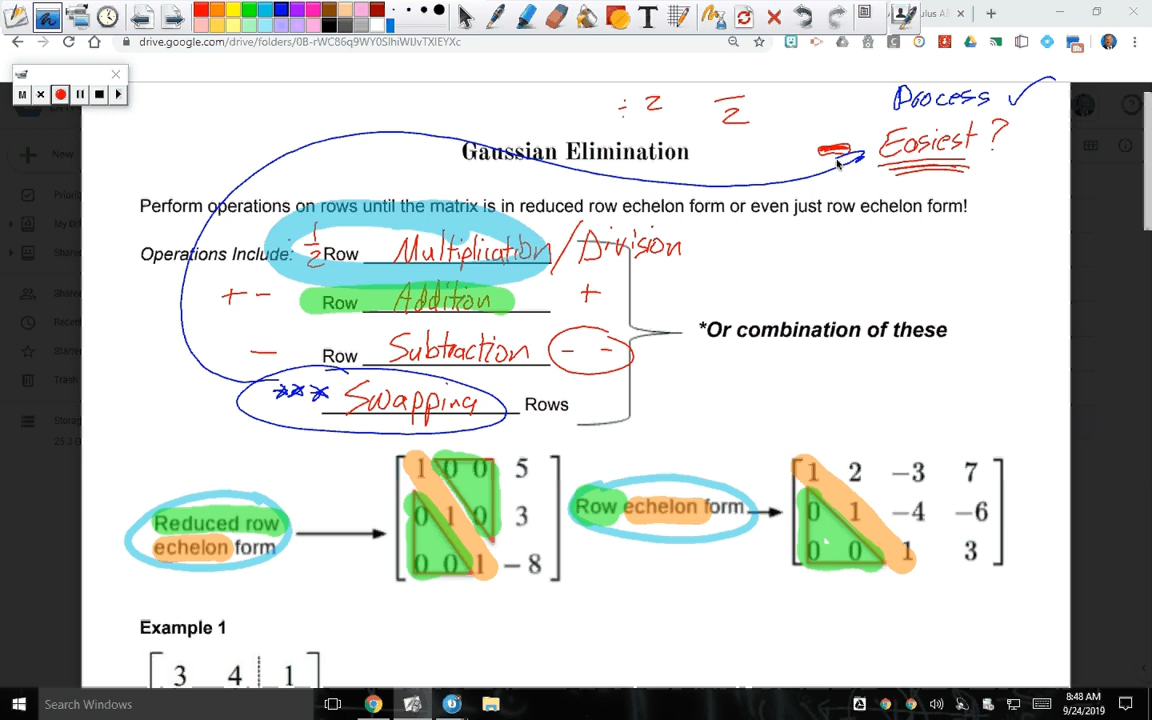 ulus Al
drive.google.com/drive/folders/0B-rWC86q9WY0SlhiWlJvTXlEYXc
M
÷ 2
2
Process ✓
Easiest?
New
Gaussian Elimination
Perform operations on rows until the matrix is in reduced row echelon form or even just row echelon form!
Operations Include: 1/2 Row Multiplication / Division
+ - Row Addition +
- Row Subtraction - -
*Or combination of these
*** Swapping Rows
Reduced row
echelon form
1 0 0 5
0 1 0 3
0 0 1 -8
Row echelon form
1 2 -3 7
0 1 -4 -6
0 0 1 3
Example 1
3 4 1
Search Windows
8:48 AM
9/24/2019